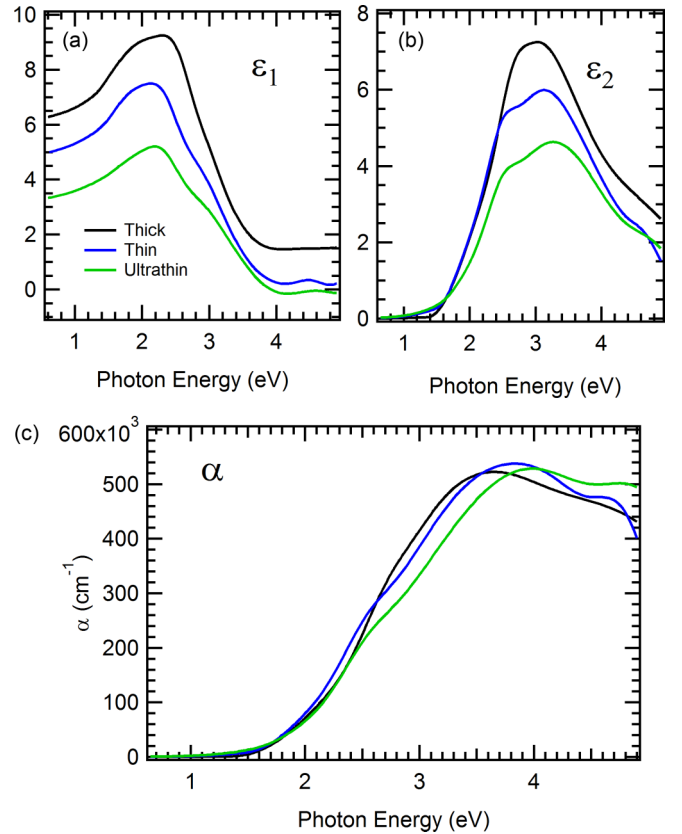 (a)
ε1
10
8
6
4
2
0
Thick
Thin
Ultrathin
1 2 3 4
Photon Energy (eV)
(b)
ε2
8
6
4
2
0
1 2 3 4
Photon Energy (eV)
(c)
α
600x10³
500
400
300
200
100
0
α (cm⁻¹)
1 2 3 4
Photon Energy (eV)